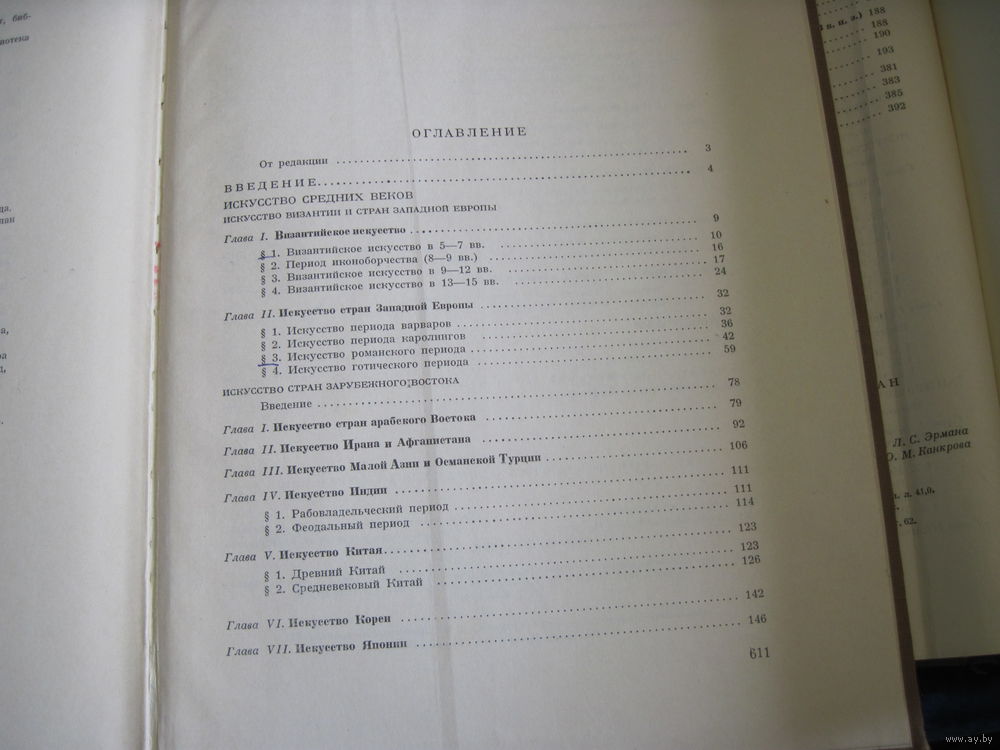 г, биб-
иотека
ОГЛАВЛЕНИЕ
От редакции 3
ВВЕДЕНИЕ 4
ИСКУССТВО СРЕДНИХ ВЕКОВ
ИСКУССТВО ВИЗАНТИИ И СТРАН ЗАПАДНОЙ ЕВРОПЫ
Глава I. Византийское искусство 9
§ 1. Византийское искусство в 5—7 вв. 10
§ 2. Период иконоборчества (8—9 вв.) 16
§ 3. Византийское искусство в 9—12 вв. 17
§ 4. Византийское искусство в 13—15 вв. 24
Глава II. Искусство стран Западной Европы 32
§ 1. Искусство периода варваров 32
§ 2. Искусство периода каролингов 36
§ 3. Искусство романского периода 42
§ 4. Искусство готического периода 59
ИСКУССТВО СТРАН ЗАРУБЕЖНОГО ВОСТОКА
Введение 78
Глава I. Искусство стран арабского Востока 79
Глава II. Искусство Ирана и Афганистана 92
Глава III. Искусство Малой Азии и Османской Турции 106
Глава IV. Искусство Индии 111
§ 1. Рабовладельческий период 111
§ 2. Феодальный период 114
Глава V. Искусство Китая 123
§ 1. Древний Китай 123
§ 2. Средневековый Китай 126
Глава VI. Искусство Кореи 142
Глава VII. Искусство Японии 146
611
в н. э.) 188
188
190
193
381
383
385
392
АН
Л. С. Эрмана
Ю. М. Канкрова
л. 41,0.
г. 62.
www.ay.by